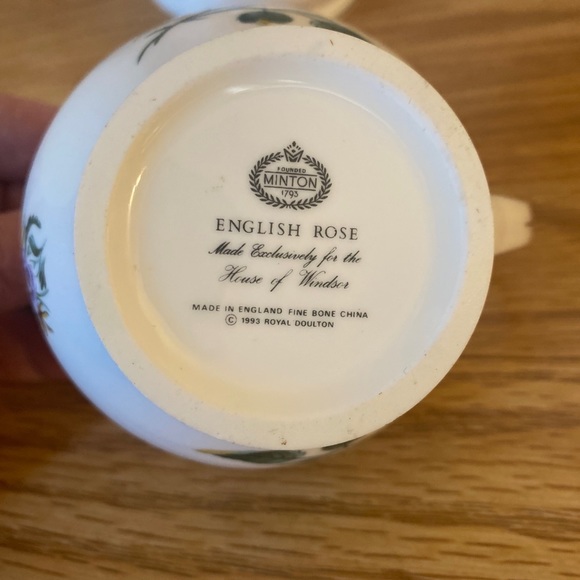 FOUNDED
MINTON
1793
ENGLISH ROSE
Made Exclusively for the
House of Windsor
MADE IN ENGLAND FINE BONE CHINA
© 1993 ROYAL DOULTON